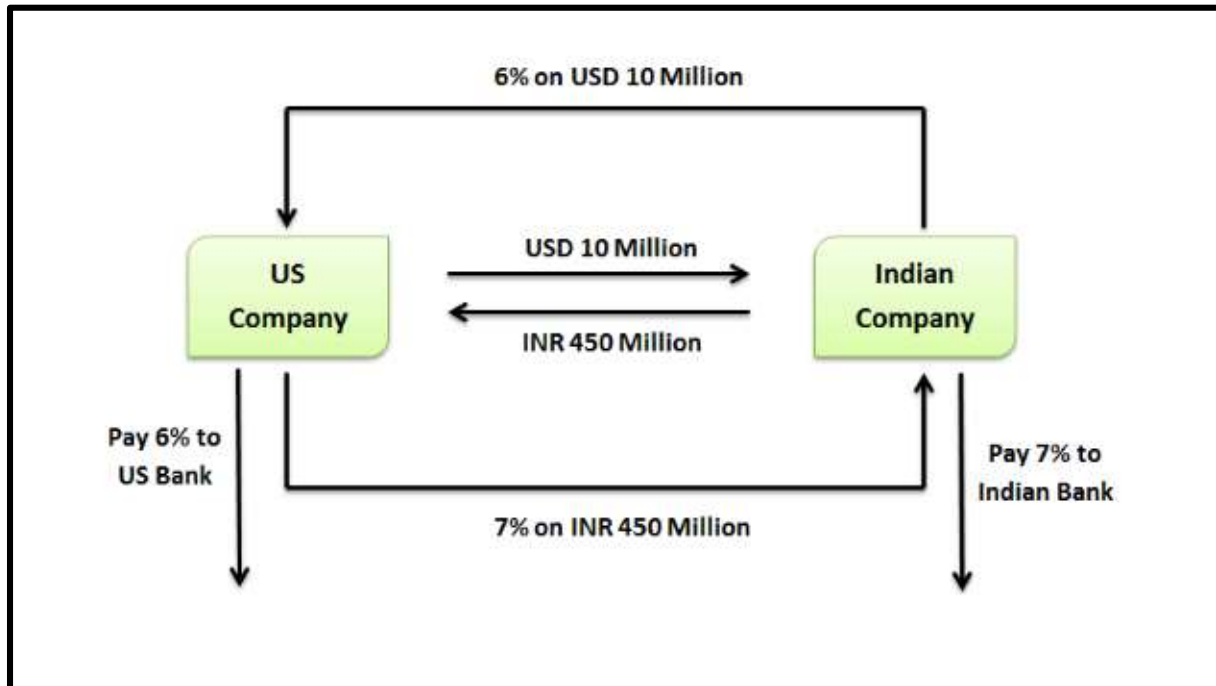 6% on USD 10 Million
US
Company
USD 10 Million
INR 450 Million
Indian
Company
Pay 6% to
US Bank
7% on INR 450 Million
Pay 7% to
Indian Bank